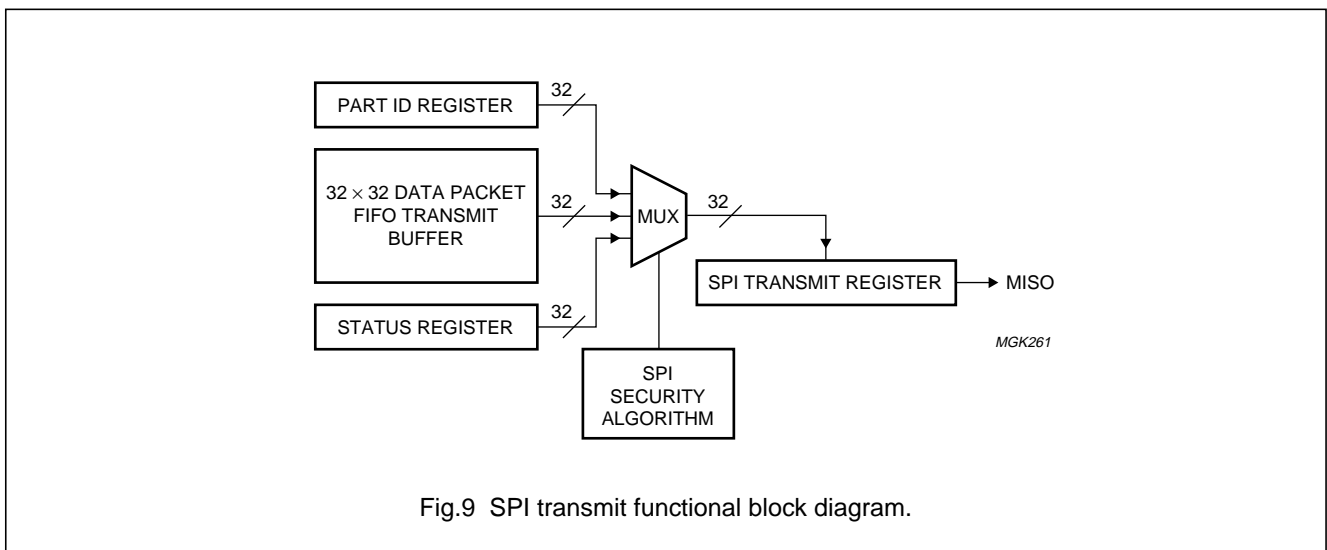 PART ID REGISTER
32
32 × 32 DATA PACKET
FIFO TRANSMIT
BUFFER
32
STATUS REGISTER
32
MUX
32
SPI TRANSMIT REGISTER
MISO
SPI
SECURITY
ALGORITHM
MGK261
Fig.9 SPI transmit functional block diagram.